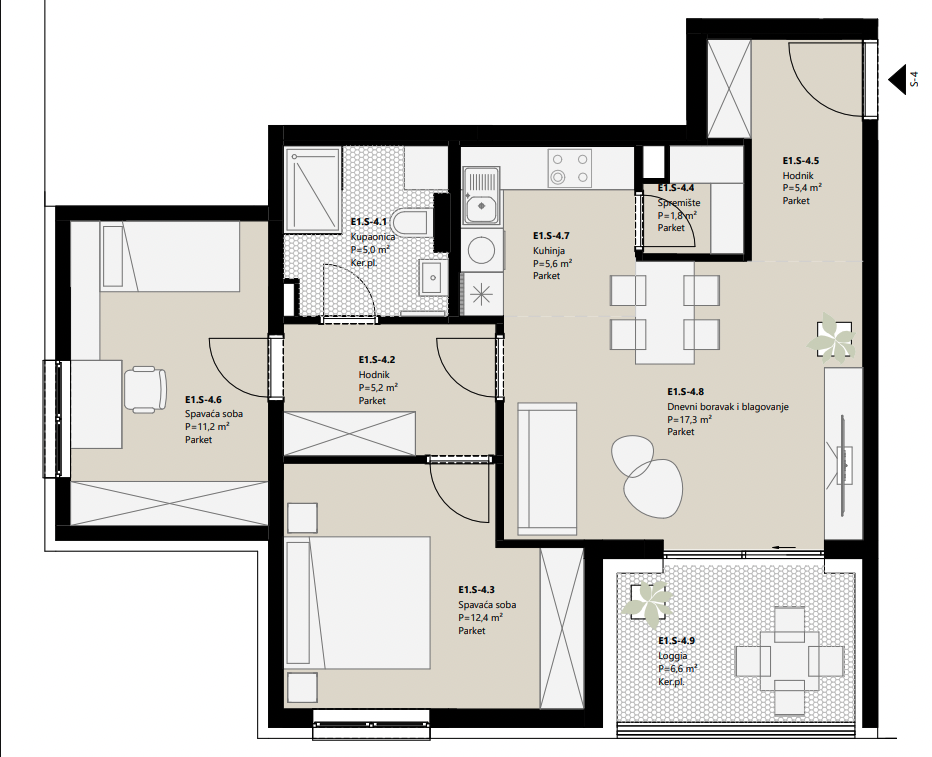 S-4
E1.S-4.5
Hodnik
P=5,4 m²
Parket
E1.S-4.4
Spremište
P=1,8 m²
Parket
E1.S-4.1
Kupaonica
P=5,0 m²
Ker.pl.
E1.S-4.7
Kuhinja
P=5,6 m²
Parket
E1.S-4.2
Hodnik
P=5,2 m²
Parket
E1.S-4.6
Spavaća soba
P=11,2 m²
Parket
E1.S-4.8
Dnevni boravak i blagovanje
P=17,3 m²
Parket
E1.S-4.3
Spavaća soba
P=12,4 m²
Parket
E1.S-4.9
Loggia
P=6,6 m²
Ker.pl.